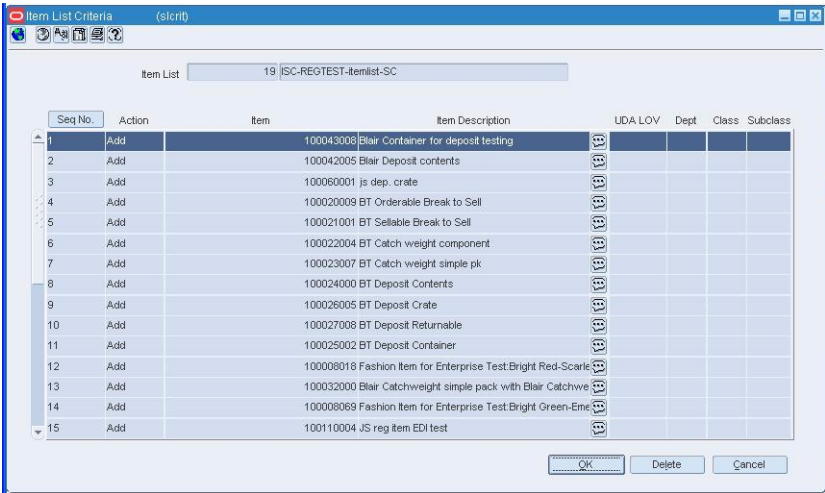 Item List Criteria (slcrit)
Item List 19 ISC-REGTEST-itemlist-SC
Seq No. Action Item Item Description UDA LOV Dept Class Subclass
1 Add 100043008 Blair Container for deposit testing
2 Add 100042005 Blair Deposit contents
3 Add 100060001 js dep. crate
4 Add 100020009 BT Orderable Break to Sell
5 Add 100021001 BT Sellable Break to Sell
6 Add 100022004 BT Catch weight component
7 Add 100023007 BT Catch weight simple pk
8 Add 100024000 BT Deposit Contents
9 Add 100026005 BT Deposit Crate
10 Add 100027008 BT Deposit Returnable
11 Add 100025002 BT Deposit Container
12 Add 100008018 Fashion Item for Enterprise Test:Bright Red-Scarle
13 Add 100032000 Blair Catchweight simple pack with Blair Catchwe
14 Add 100008069 Fashion Item for Enterprise Test:Bright Green-Eme
15 Add 100110004 JS reg item EDI test
OK Delete Cancel